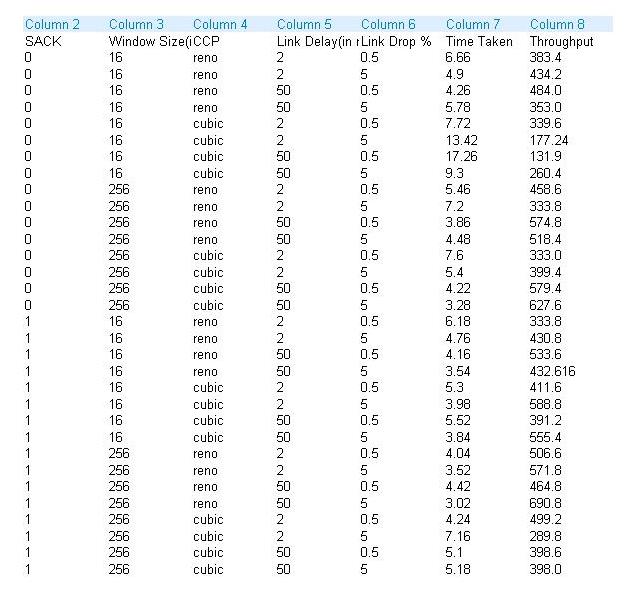 Column 2 Column 3 Column 4 Column 5 Column 6 Column 7 Column 8
SACK Window Size(i CCP Link Delay(in r Link Drop % Time Taken Throughput
0 16 reno 2 0.5 6.66 383.4
0 16 reno 2 5 4.9 434.2
0 16 reno 50 0.5 4.26 484.0
0 16 reno 50 5 5.78 353.0
0 16 cubic 2 0.5 7.72 339.6
0 16 cubic 2 5 13.42 177.24
0 16 cubic 50 0.5 17.26 131.9
0 16 cubic 50 5 9.3 260.4
0 256 reno 2 0.5 5.46 458.6
0 256 reno 2 5 7.2 333.8
0 256 reno 50 0.5 3.86 574.8
0 256 reno 50 5 4.48 518.4
0 256 cubic 2 0.5 7.6 333.0
0 256 cubic 2 5 5.4 399.4
0 256 cubic 50 0.5 4.22 579.4
0 256 cubic 50 5 3.28 627.6
1 16 reno 2 0.5 6.18 333.8
1 16 reno 2 5 4.76 430.8
1 16 reno 50 0.5 4.16 533.6
1 16 reno 50 5 3.54 432.616
1 16 cubic 2 0.5 5.3 411.6
1 16 cubic 2 5 3.98 588.8
1 16 cubic 50 0.5 5.52 391.2
1 16 cubic 50 5 3.84 555.4
1 256 reno 2 0.5 4.04 506.6
1 256 reno 2 5 3.52 571.8
1 256 reno 50 0.5 4.42 464.8
1 256 reno 50 5 3.02 690.8
1 256 cubic 2 0.5 4.24 499.2
1 256 cubic 2 5 7.16 289.8
1 256 cubic 50 0.5 5.1 398.6
1 256 cubic 50 5 5.18 398.0